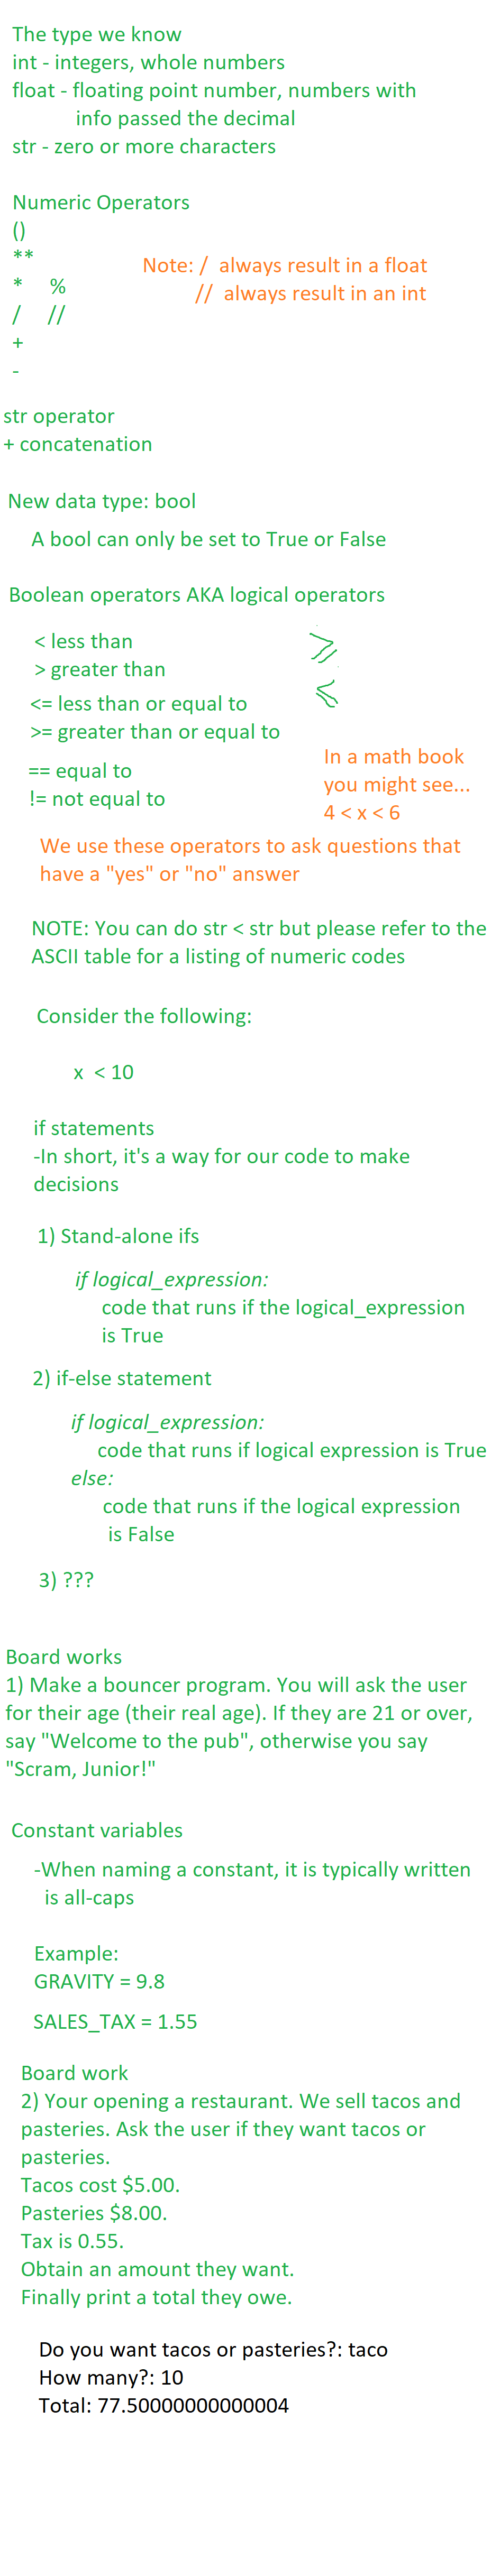 The type we know
int - integers, whole numbers
float - floating point number, numbers with
info passed the decimal
str - zero or more characters
Numeric Operators
()
**
* %
/ //
+
-
Note: / always result in a float
// always result in an int
str operator
+ concatenation
New data type: bool
A bool can only be set to True or False
Boolean operators AKA logical operators
< less than
> greater than
<= less than or equal to
>= greater than or equal to
== equal to
!= not equal to
⩾
⩽
In a math book
you might see...
4 < x < 6
We use these operators to ask questions that
have a "yes" or "no" answer
NOTE: You can do str < str but please refer to the
ASCII table for a listing of numeric codes
Consider the following:
x < 10
if statements
-In short, it's a way for our code to make
decisions
1) Stand-alone ifs
if logical_expression:
code that runs if the logical_expression
is True
2) if-else statement
if logical_expression:
code that runs if logical expression is True
else:
code that runs if the logical expression
is False
3) ???
Board works
1) Make a bouncer program. You will ask the user
for their age (their real age). If they are 21 or over,
say "Welcome to the pub", otherwise you say
"Scram, Junior!"
Constant variables
-When naming a constant, it is typically written
is all-caps
Example:
GRAVITY = 9.8
SALES_TAX = 1.55
Board work
2) Your opening a restaurant. We sell tacos and
pasteries. Ask the user if they want tacos or
pasteries.
Tacos cost $5.00.
Pasteries $8.00.
Tax is 0.55.
Obtain an amount they want.
Finally print a total they owe.
Do you want tacos or pasteries?: taco
How many?: 10
Total: 77.50000000000004